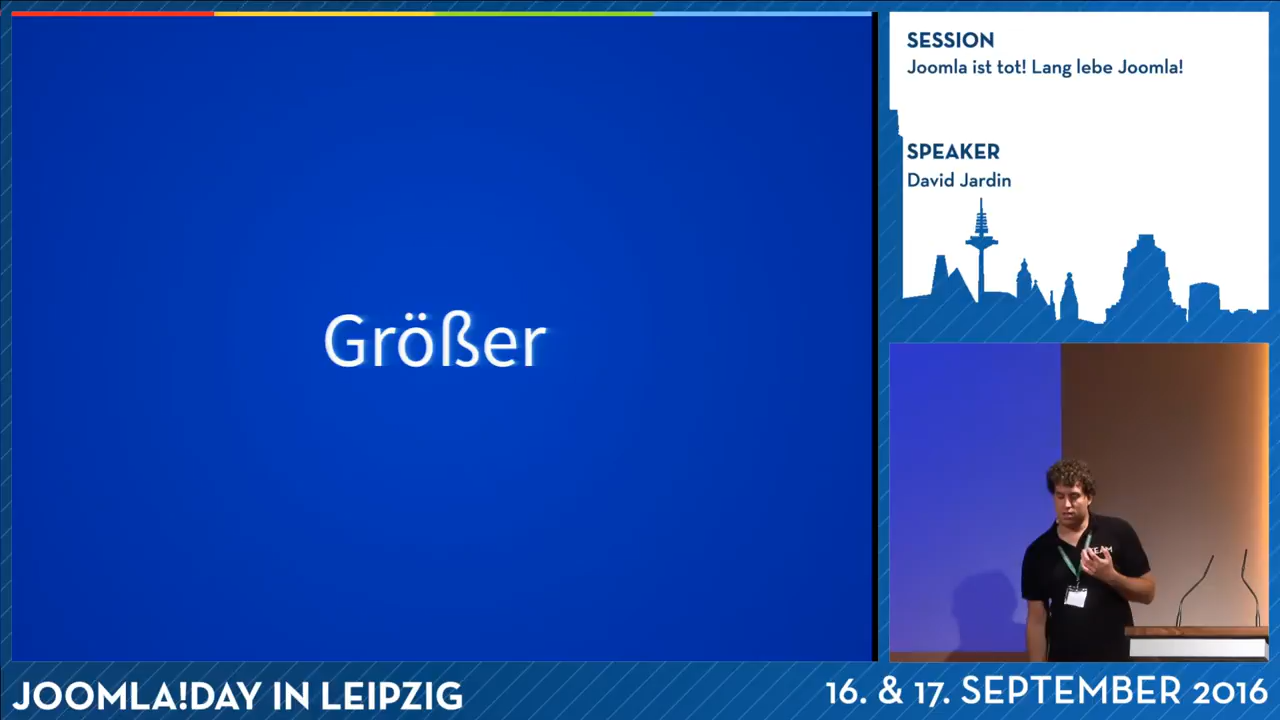 Größer
SESSION
Joomla ist tot! Lang lebe Joomla!
SPEAKER
David Jardin
TEAM
JOOMLA!DAY IN LEIPZIG
16. & 17. SEPTEMBER 2016